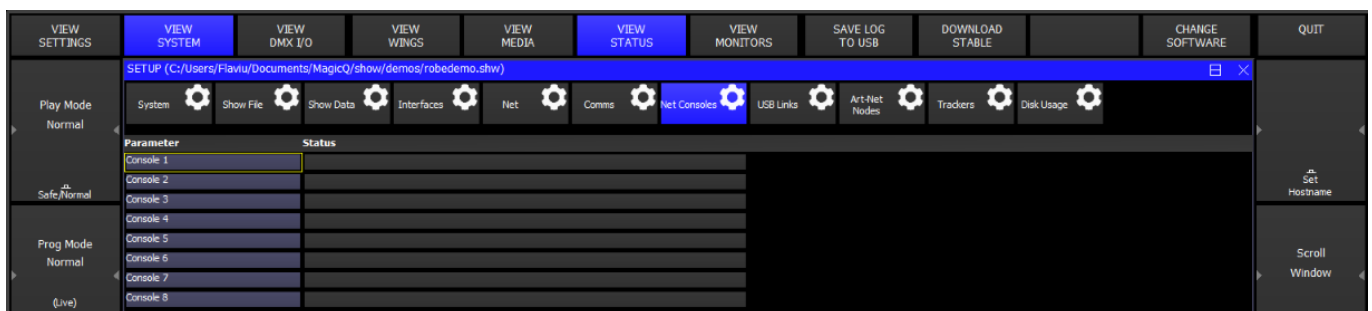 VIEW
SETTINGS
VIEW
SYSTEM
VIEW
DMX I/O
VIEW
WINGS
VIEW
MEDIA
VIEW
STATUS
VIEW
MONITORS
SAVE LOG
TO USB
DOWNLOAD
STABLE
CHANGE
SOFTWARE
QUIT
SETUP (C:/Users/Flaviu/Documents/MagicQ/show/demos/robedemo.shw)
Play Mode
Normal
Safe/Normal
System
Show File
Show Data
Interfaces
Net
Comms
Net Consoles
USB Links
Art-Net
Nodes
Trackers
Disk Usage
Parameter Status
Console 1
Console 2
Console 3
Console 4
Console 5
Console 6
Console 7
Console 8
Set
Hostname
Prog Mode
Normal
(Live)
Scroll
Window